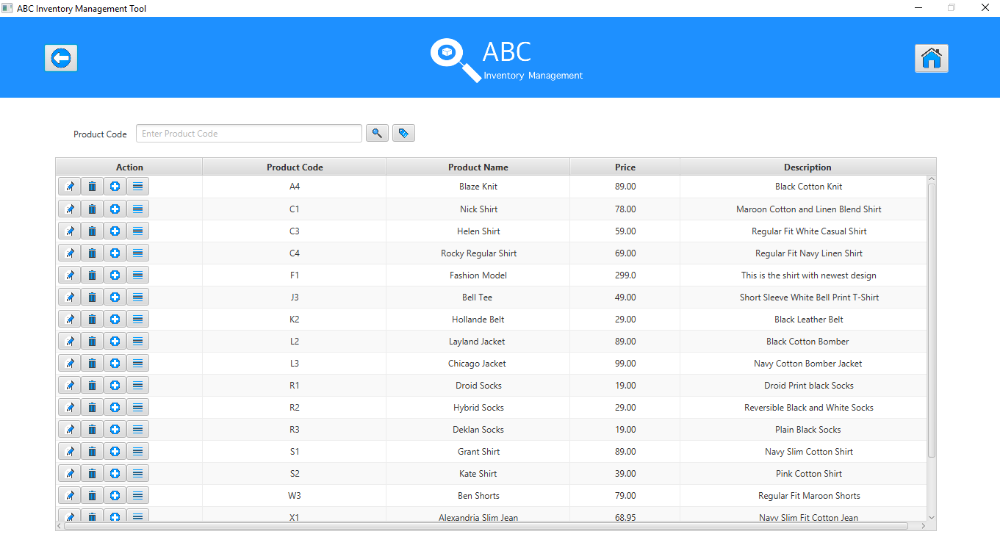 ABC Inventory Management Tool
ABC
Inventory Management
Product Code Enter Product Code
Action Product Code Product Name Price Description
A4 Blaze Knit 89.00 Black Cotton Knit
C1 Nick Shirt 78.00 Maroon Cotton and Linen Blend Shirt
C3 Helen Shirt 59.00 Regular Fit White Casual Shirt
C4 Rocky Regular Shirt 69.00 Regular Fit Navy Linen Shirt
F1 Fashion Model 299.0 This is the shirt with newest design
J3 Bell Tee 49.00 Short Sleeve White Bell Print T-Shirt
K2 Hollande Belt 29.00 Black Leather Belt
L2 Layland Jacket 89.00 Black Cotton Bomber
L3 Chicago Jacket 99.00 Navy Cotton Bomber Jacket
R1 Droid Socks 19.00 Droid Print black Socks
R2 Hybrid Socks 29.00 Reversible Black and White Socks
R3 Deklan Socks 19.00 Plain Black Socks
S1 Grant Shirt 89.00 Navy Slim Cotton Shirt
S2 Kate Shirt 39.00 Pink Cotton Shirt
W3 Ben Shorts 79.00 Regular Fit Maroon Shorts
X1 Alexandria Slim Jean 68.95 Navy Slim Fit Cotton Jean